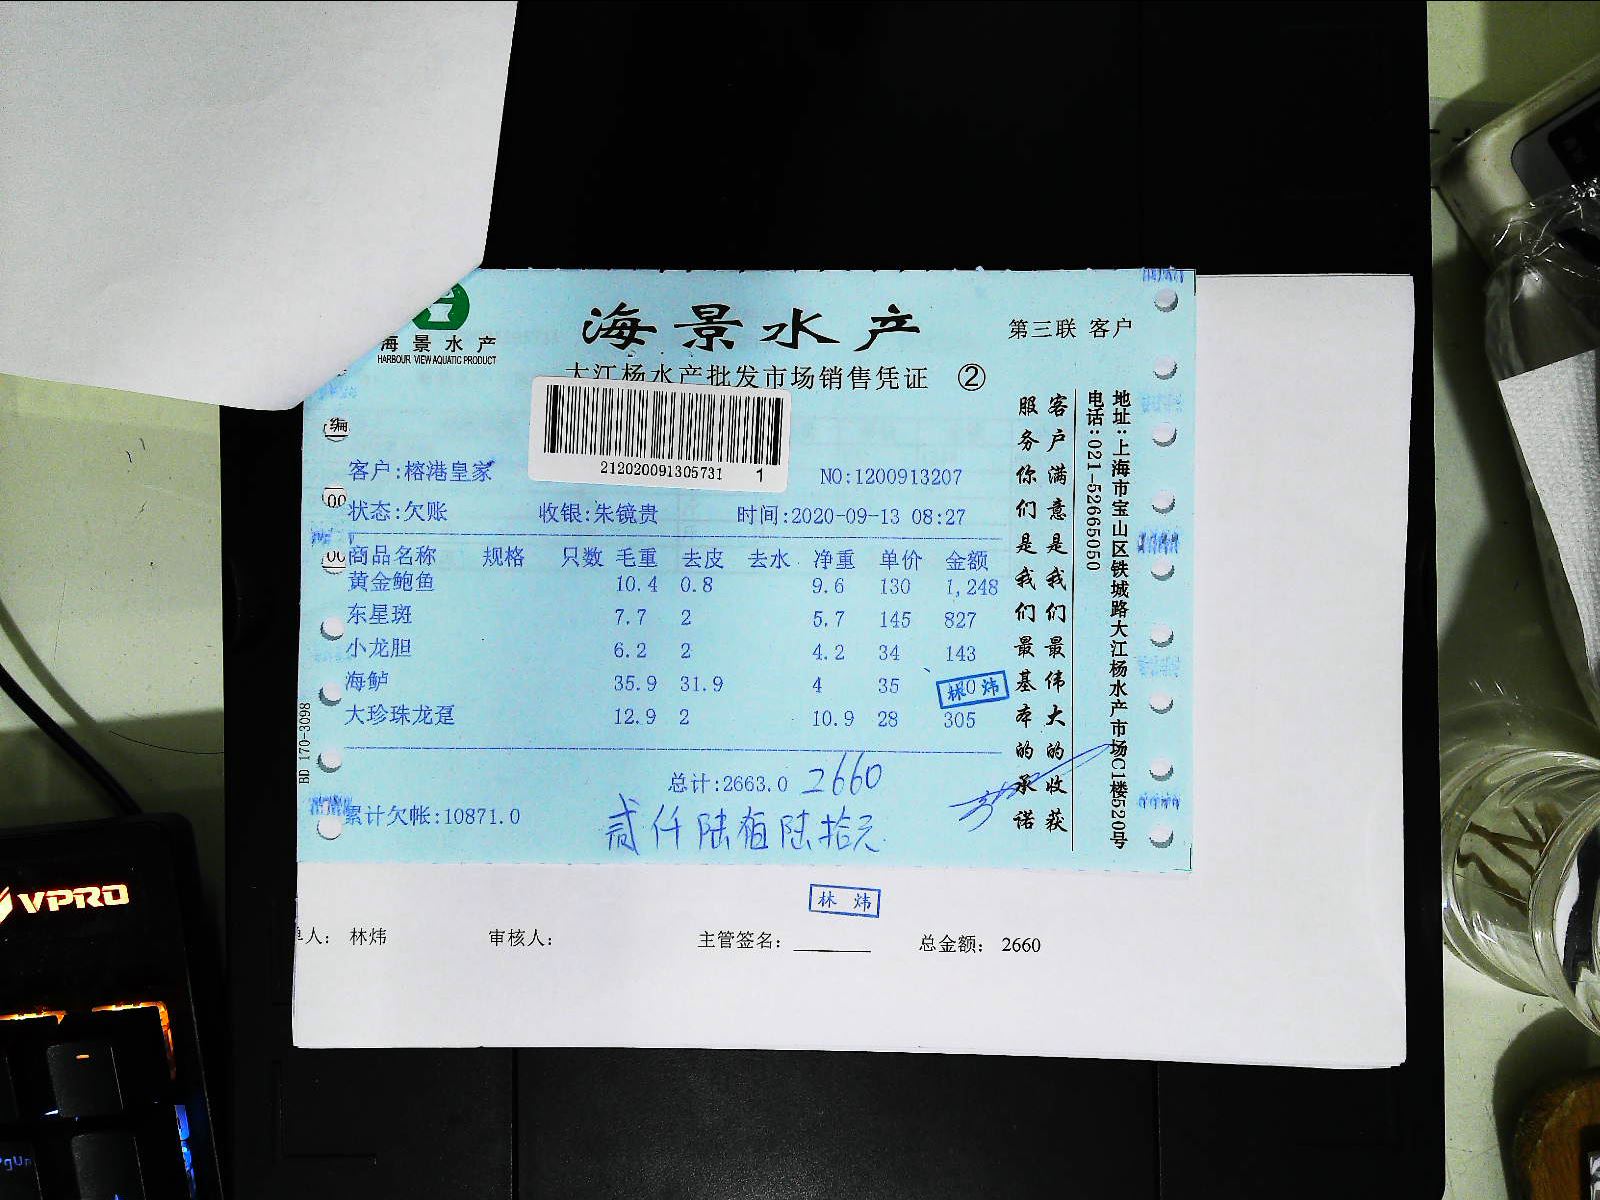 海景水产
HARBOUR VIEW AQUATIC PRODUCT
海景水产
第三联 客户
大江杨水产批发市场销售凭证 ②
212020091305731 1
编
客户:榕港皇家
NO:1200913207
状态:欠账 收银:朱镜贵 时间:2020-09-13 08:27
商品名称 规格 只数 毛重 去皮 去水 净重 单价 金额
黄金鲍鱼 10.4 0.8 9.6 130 1,248
东星斑 7.7 2 5.7 145 827
小龙胆 6.2 2 4.2 34 143
海鲈 35.9 31.9 4 35
林炜
大珍珠龙趸 12.9 2 10.9 28 305
总计:2663.0 2660
累计欠帐:10871.0
贰仟陆佰陆拾元
客户满意是我们最伟大的收获
服务你们是我们最基本的承诺
地址:上海市宝山区铁城路大江杨水产市场C1楼520号
电话:021-52665050
BD 170-3098
林炜
单人: 林炜 审核人: 主管签名: 总金额: 2660
VPRO
PgUp